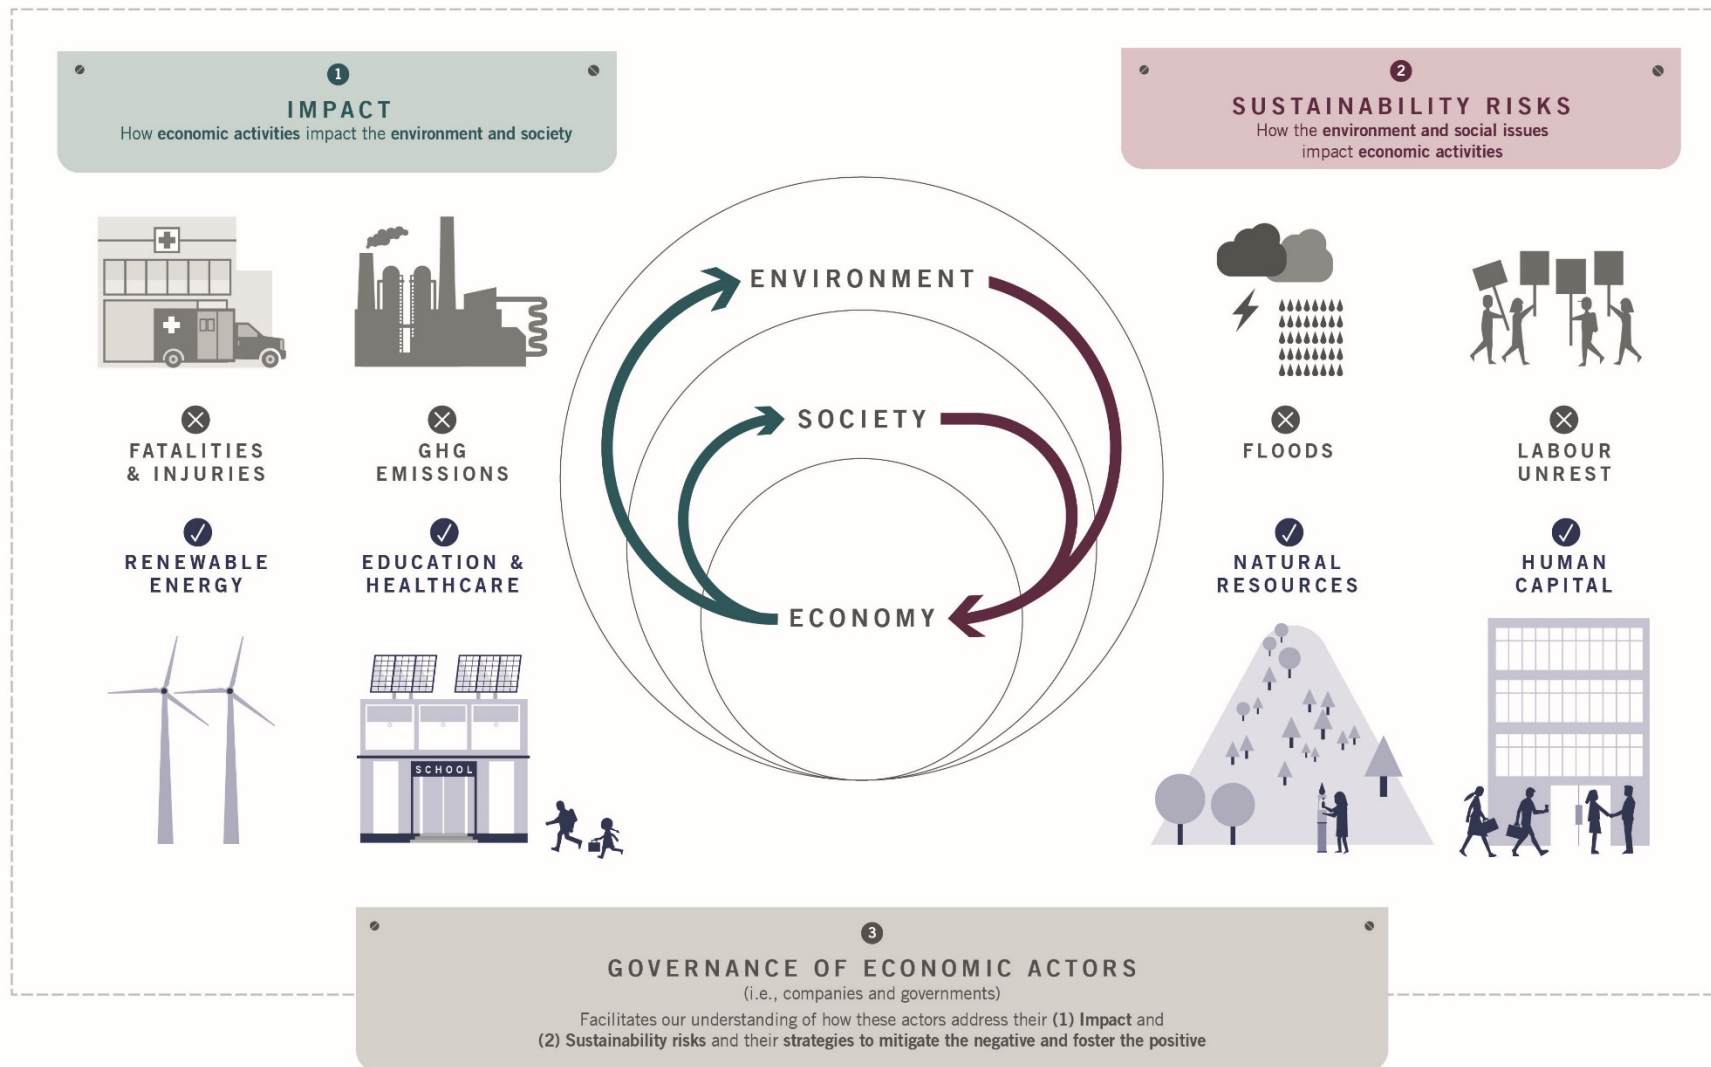 1
IMPACT
How economic activities impact the environment and society
2
SUSTAINABILITY RISKS
How the environment and social issues
impact economic activities
ENVIRONMENT
SOCIETY
ECONOMY
FATALITIES
& INJURIES
GHG
EMISSIONS
RENEWABLE
ENERGY
EDUCATION &
HEALTHCARE
SCHOOL
FLOODS
LABOUR
UNREST
NATURAL
RESOURCES
HUMAN
CAPITAL
3
GOVERNANCE OF ECONOMIC ACTORS
(i.e., companies and governments)
Facilitates our understanding of how these actors address their (1) Impact and
(2) Sustainability risks and their strategies to mitigate the negative and foster the positive